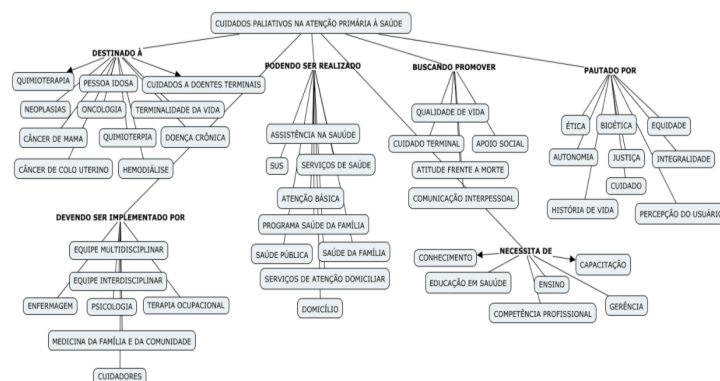 CUIDADOS PALIATIVOS NA ATENÇÃO PRIMÁRIA À SAÚDE
DESTINADO À
QUIMIOTERAPIA
PESSOA IDOSA
CUIDADOS A DOENTES TERMINAIS
NEOPLASIAS
ONCOLOGIA
TERMINALIDADE DA VIDA
CÂNCER DE MAMA
QUIMIOTERPIA
DOENÇA CRÔNICA
CÂNCER DE COLO UTERINO
HEMODIÁLISE
PODENDO SER REALIZADO
ASSISTÊNCIA NA SAUÚDE
SUS
SERVIÇOS DE SAÚDE
ATENÇÃO BÁSICA
PROGRAMA SAÚDE DA FAMÍLIA
SAÚDE PÚBLICA
SAÚDE DA FAMÍLIA
SERVIÇOS DE ATENÇÃO DOMICILIAR
DOMICÍLIO
BUSCANDO PROMOVER
QUALIDADE DE VIDA
CUIDADO TERMINAL
APOIO SOCIAL
ATITUDE FRENTE A MORTE
COMUNICAÇÃO INTERPESSOAL
PAUTADO POR
ÉTICA
BIOÉTICA
EQUIDADE
AUTONOMIA
JUSTIÇA
INTEGRALIDADE
CUIDADO
HISTÓRIA DE VIDA
PERCEPÇÃO DO USUÁRIO
DEVENDO SER IMPLEMENTADO POR
EQUIPE MULTIDISCIPLINAR
EQUIPE INTERDISCIPLINAR
ENFERMAGEM
PSICOLOGIA
TERAPIA OCUPACIONAL
MEDICINA DA FAMÍLIA E DA COMUNIDADE
CUIDADORES
NECESSITA DE
CONHECIMENTO
CAPACITAÇÃO
EDUCAÇÃO EM SAUÚDE
ENSINO
COMPETÊNCIA PROFISSIONAL
GERÊNCIA